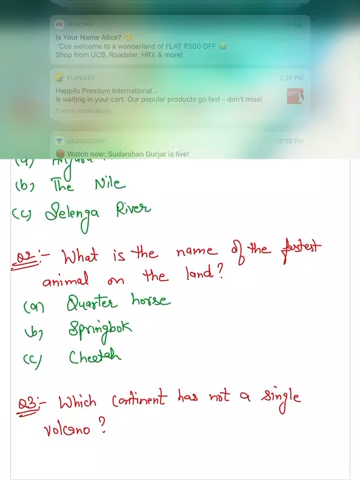 Is Your Name Alice?
'Cos welcome to a wonderland of FLAT ₹500 OFF
Shop from UCB, Roadster, HRX & more!
FLIPKART
2:26 PM
Happilo Premium International...
is waiting in your cart. Our popular products go fast - don't miss!
UNACADEMY
Watch now: Sudarshan Gurjar is live!
(b) The Nile
(c) Selenga River
Q2:- What is the name of the fastest
animal on the land?
(a) Quarter horse
(b) Springbok
(c) Cheetah
Q3:- Which continent has not a single
volcano?